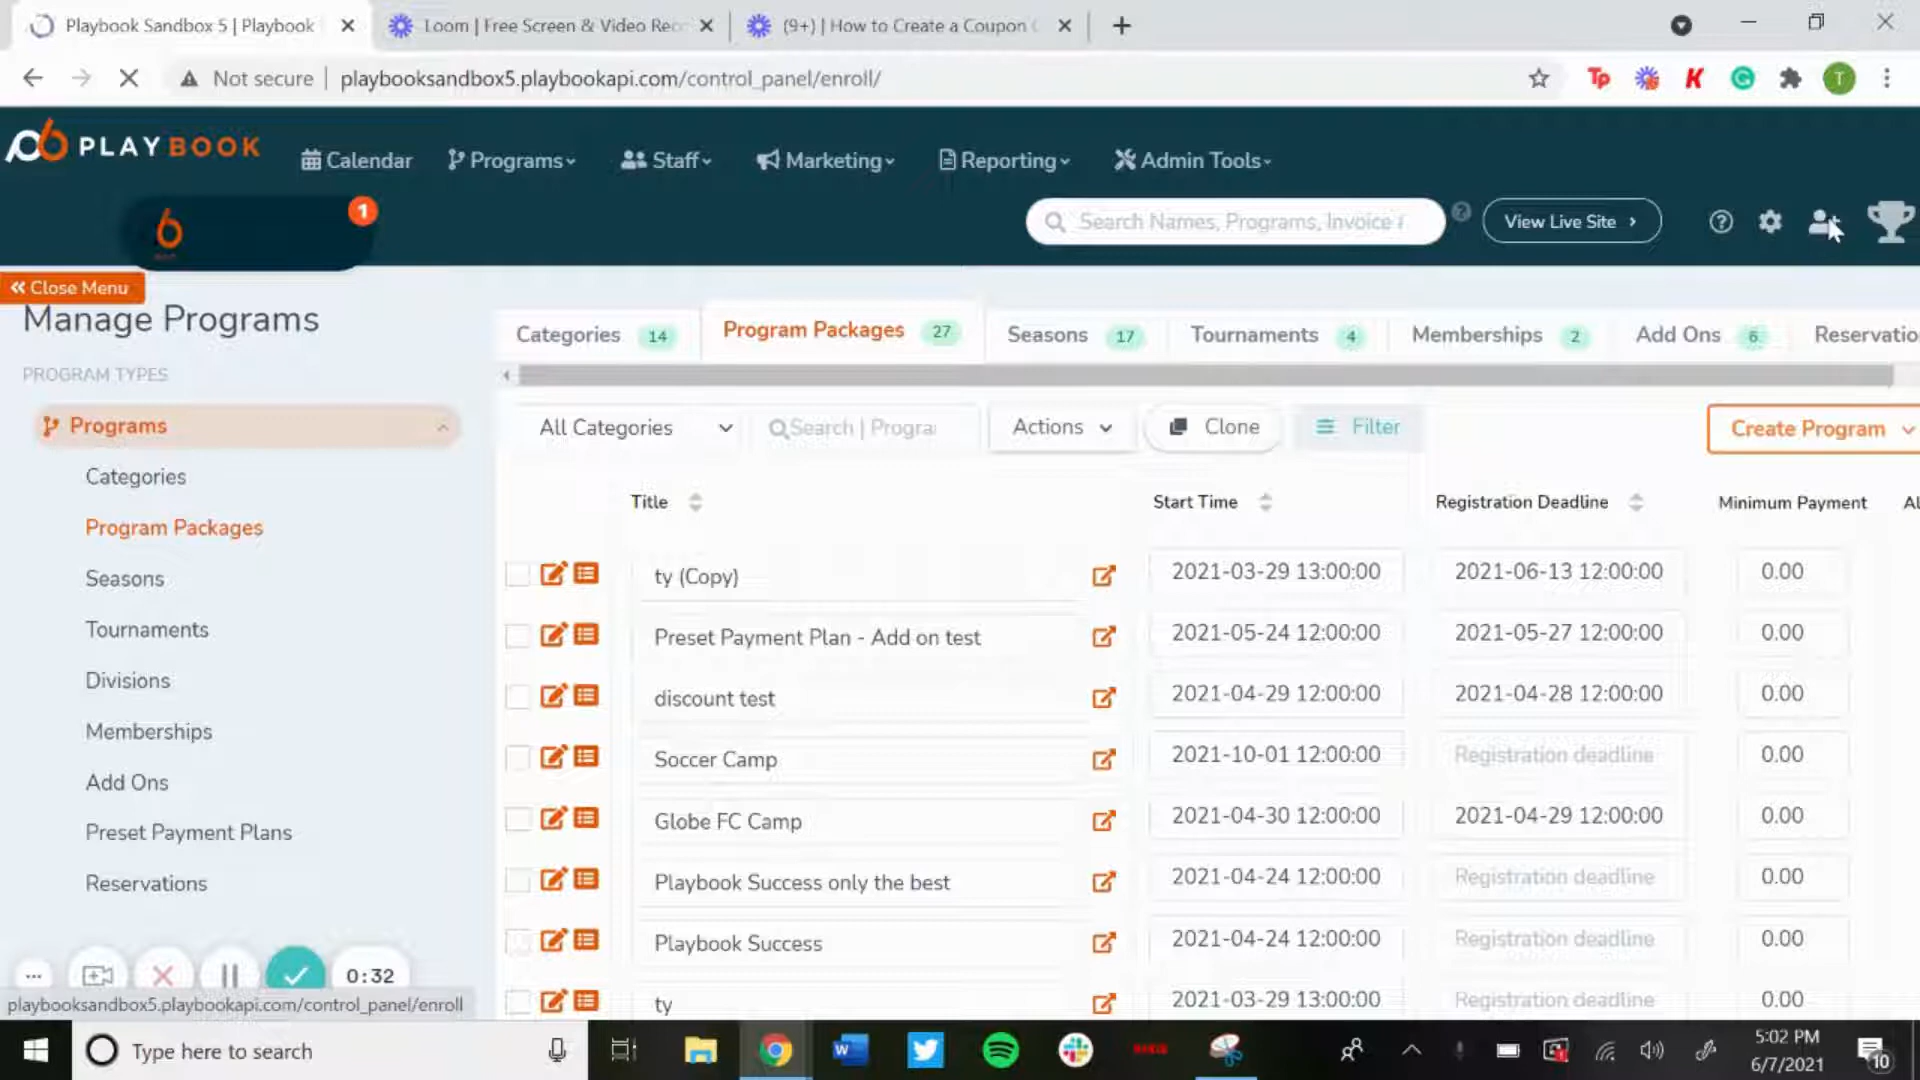 Playbook Sandbox 5 | Playbook
Loom | Free Screen & Video Rec
(9+) | How to Create a Coupon
Not secure
playbooksandbox5.playbookapi.com/control_panel/enroll/
Tp
K
T
PLAYBOOK
Calendar
Programs
Staff
Marketing
Reporting
Admin Tools
1
Search Names, Programs, Invoice
View Live Site
Close Menu
Manage Programs
PROGRAM TYPES
Programs
Categories
Program Packages
Seasons
Tournaments
Divisions
Memberships
Add Ons
Preset Payment Plans
Reservations
Categories 14
Program Packages 27
Seasons 17
Tournaments 4
Memberships 2
Add Ons 6
Reservatio
All Categories
Search | Progra
Actions
Clone
Filter
Create Program
Title
Start Time
Registration Deadline
Minimum Payment
Al
ty (Copy) 2021-03-29 13:00:00 2021-06-13 12:00:00 0.00
Preset Payment Plan - Add on test 2021-05-24 12:00:00 2021-05-27 12:00:00 0.00
discount test 2021-04-29 12:00:00 2021-04-28 12:00:00 0.00
Soccer Camp 2021-10-01 12:00:00 Registration deadline 0.00
Globe FC Camp 2021-04-30 12:00:00 2021-04-29 12:00:00 0.00
Playbook Success only the best 2021-04-24 12:00:00 Registration deadline 0.00
Playbook Success 2021-04-24 12:00:00 Registration deadline 0.00
ty 2021-03-29 13:00:00 Registration deadline 0.00
0:32
playbooksandbox5.playbookapi.com/control_panel/enroll
Type here to search
W
5:02 PM
6/7/2021
10